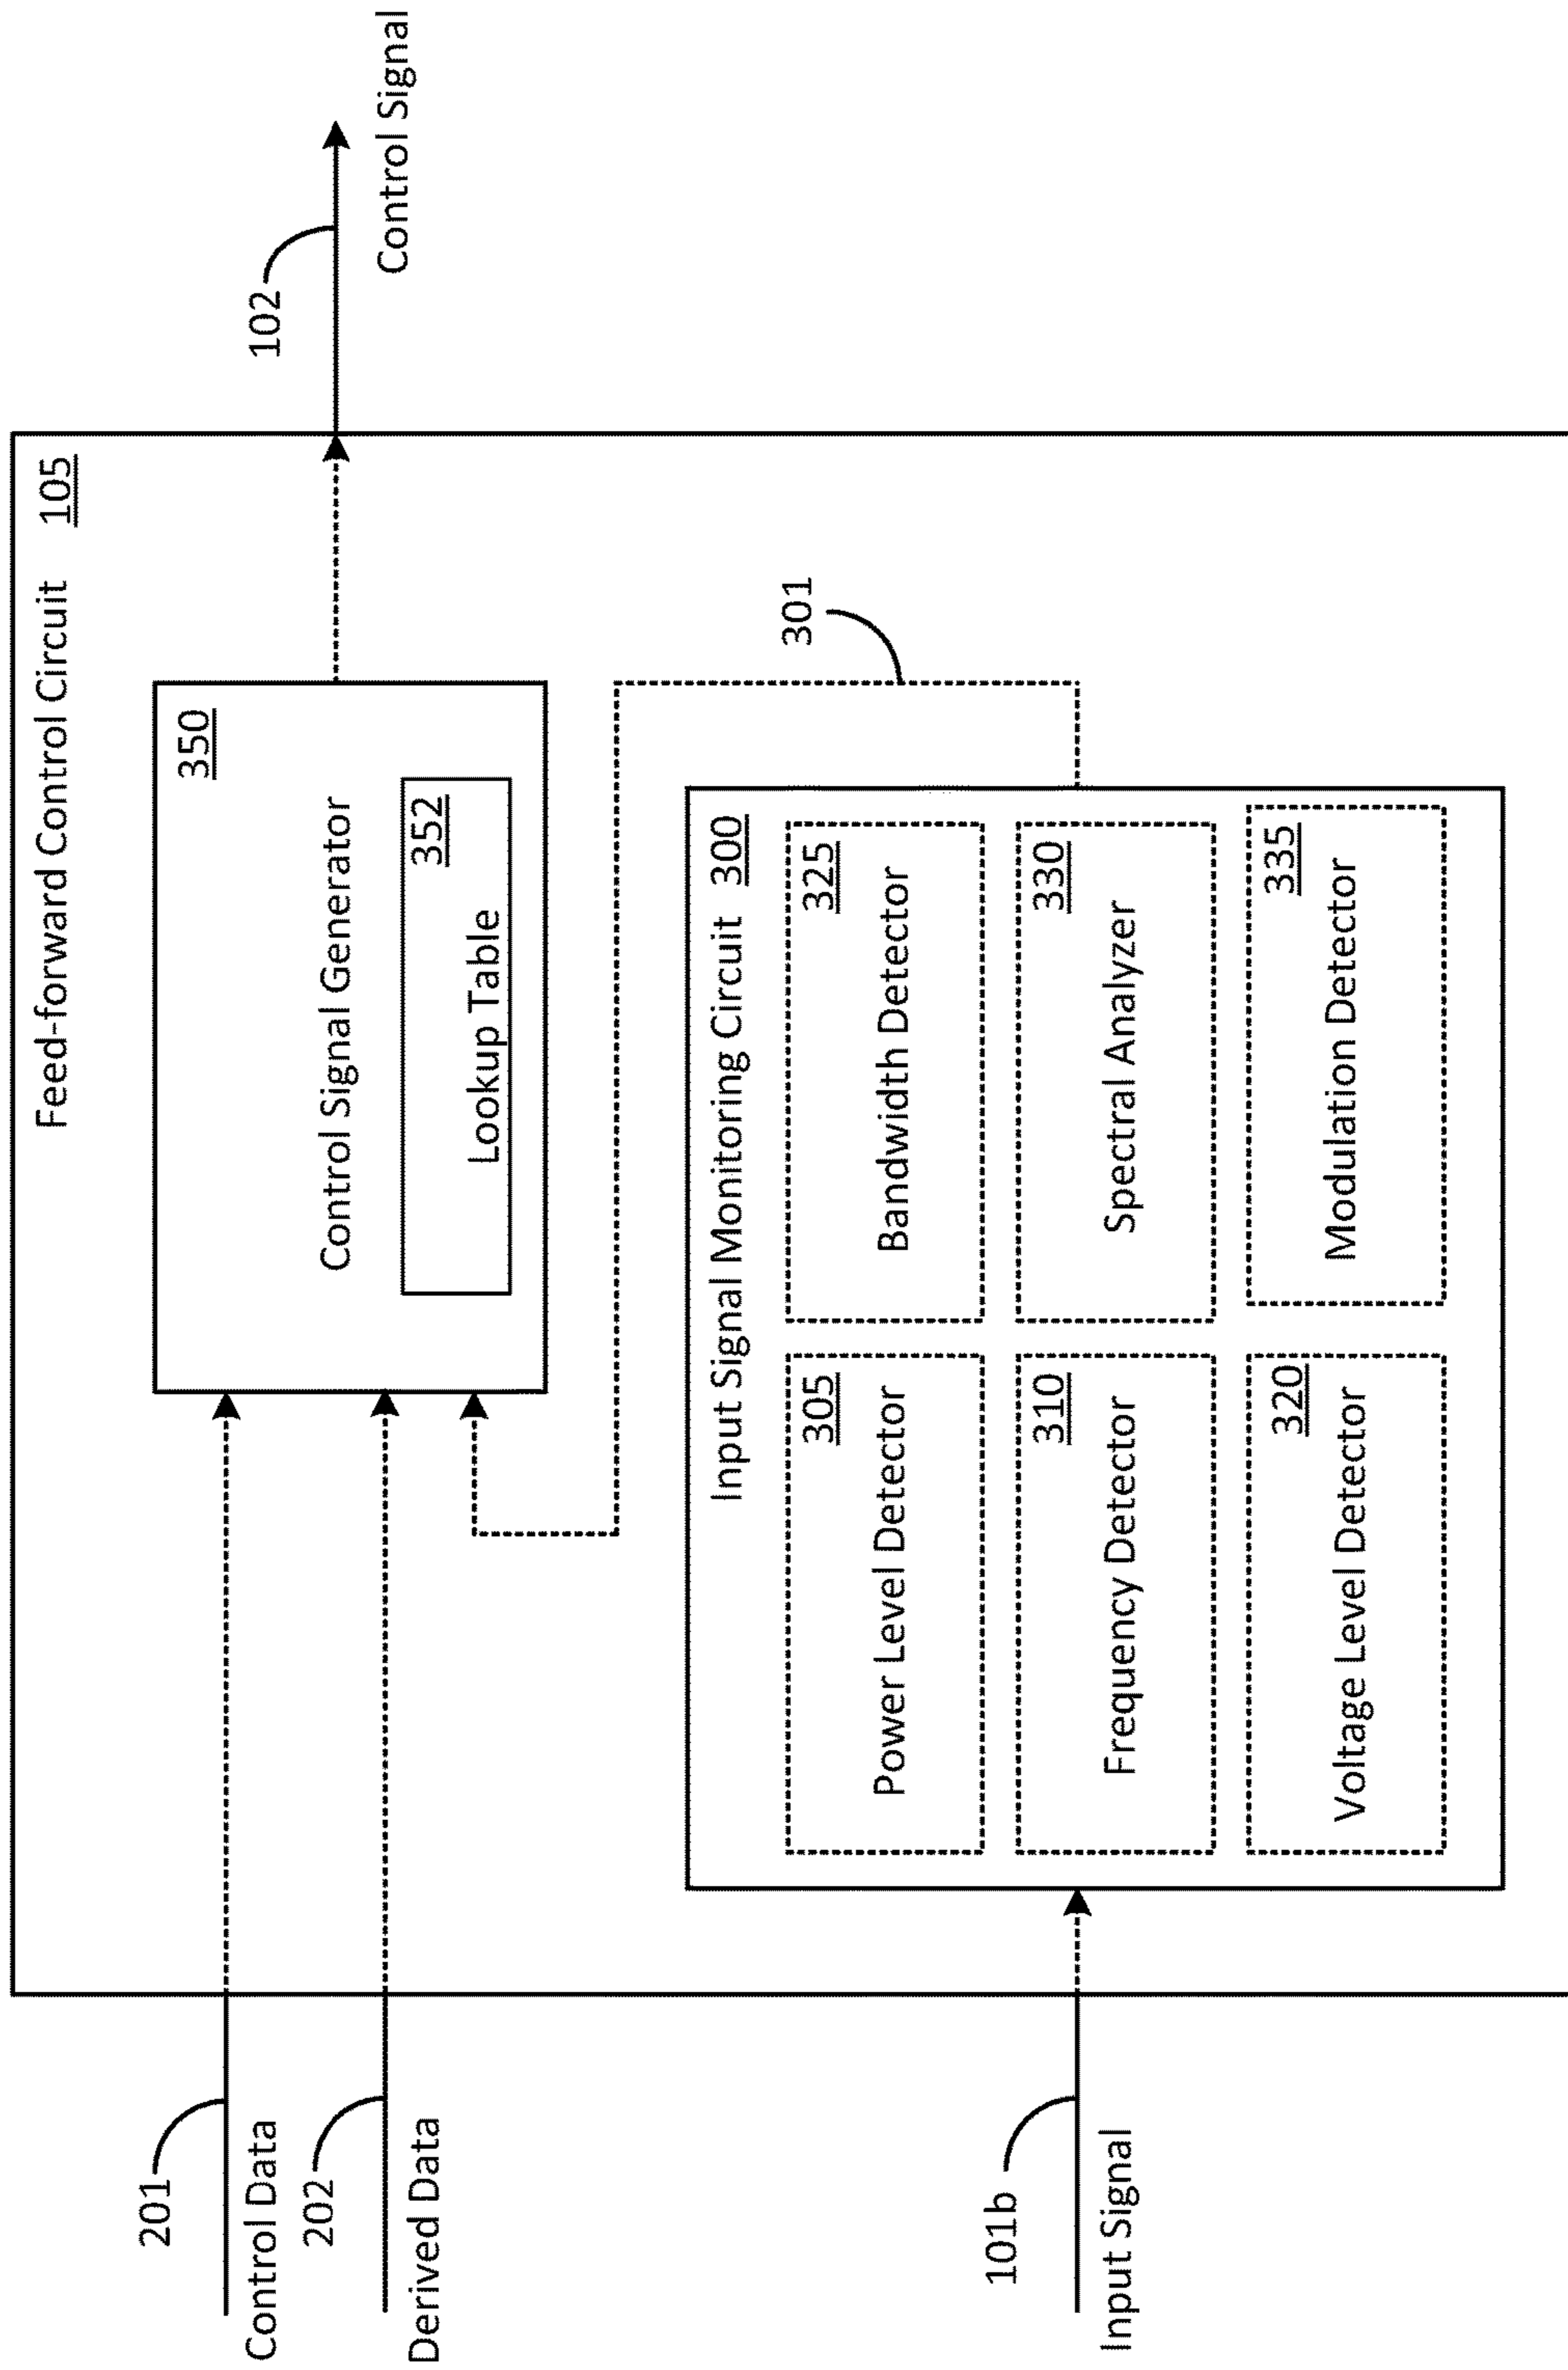 Feed-forward Control Circuit 105
201
Control Data
202
Derived Data
350
Control Signal Generator
352
Lookup Table
102
Control Signal
301
Input Signal Monitoring Circuit 300
305
Power Level Detector
325
Bandwidth Detector
310
Frequency Detector
330
Spectral Analyzer
320
Voltage Level Detector
335
Modulation Detector
101b
Input Signal